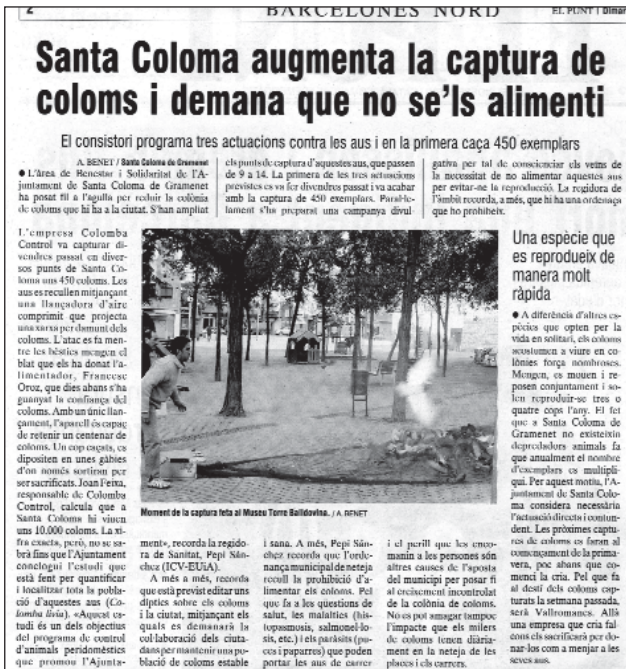 2
BARCELONÈS NORD
EL PUNT | Dimar
Santa Coloma augmenta la captura de
coloms i demana que no se'ls alimenti
El consistori programa tres actuacions contra les aus i en la primera caça 450 exemplars
A. BENET / Santa Coloma de Gramenet
● L'Àrea de Benestar i Solidaritat de l'A-
juntament de Santa Coloma de Gramenet
ha posat fil a l'agulla per reduir la colònia
de coloms que hi ha a la ciutat. S'han ampliat
els punts de captura d'aquestes aus, que passen
de 9 a 14. La primera de les tres actuacions
previstes es va fer divendres passat i va acabar
amb la captura de 450 exemplars. Paral·le-
lament s'ha preparat una campanya divul-
gativa per tal de conscienciar els veïns de
la necessitat de no alimentar aquestes aus
per evitar-ne la reproducció. La regidora de
l'àmbit recorda, a més, que hi ha una ordenança
que ho prohibeix.
L'empresa Colomba
Control va capturar di-
vendres passat en diver-
sos punts de Santa Co-
loma uns 450 coloms. Les
aus es recullen mitjançant
una llançadora d'aire
comprimit que projecta
una xarxa per damunt dels
coloms. L'atac es fa men-
tre les bèsties mengen el
blat que els ha donat l'a-
limentador, Francesc
Oroz, que dies abans s'ha
guanyat la confiança del
coloms. Amb un únic llan-
çament, l'aparell és capaç
de retenir un centenar de
coloms. Un cop caçats, es
dipositen en unes gàbies
d'on només sortiran per
ser sacrificats. Joan Feixa,
responsable de Colomba
Control, calcula que a
Santa Coloma hi viuen
uns 10.000 coloms. La xi-
fra exacta, però, no se sa-
brà fins que l'Ajuntament
conclogui l'estudi que
està fent per quantificar
i localitzar tota la pobla-
ció d'aquestes aus (Co-
lomba livia). «Aquest es-
tudi és un dels objectius
del programa de control
d'animals peridomèstics
que promou l'Ajunta-
Moment de la captura feta al Museu Torre Balldovina. / A. BENET
ment», recorda la regido-
ra de Sanitat, Pepi Sán-
chez (ICV-EUiA).
A més a més, recorda
que està previst editar uns
díptics sobre els coloms
i la ciutat, mitjançant els
quals es demanarà la
col·laboració dels ciuta-
dans per mantenir una po-
blació de coloms estable
i sana. A més, Pepi Sán-
chez recorda que l'orde-
nança municipal de neteja
recull la prohibició d'a-
limentar els coloms. Pel
que fa a les qüestions de
salut, les malalties (his-
topasmosis, salmonel·lo-
sis, etc.) i els paràsits (pu-
ces i paparres) que poden
portar les aus de carrer
i el perill que les enco-
manin a les persones són
altres causes de l'aposta
del municipi per posar fi
al creixement incontrolat
de la colònia de coloms.
No es pot amagar tampoc
l'impacte que els milers
de coloms tenen diària-
ment en la neteja de les
places i els carrers.
Una espècie que
es reprodueix de
manera molt
ràpida
● A diferència d'altres es-
pècies que opten per la
vida en solitari, els coloms
acostumen a viure en co-
lònies força nombroses.
Mengen, es mouen i re-
posen conjuntament i so-
len reproduir-se tres o
quatre cops l'any. El fet
que a Santa Coloma de
Gramenet no existeixin
depredadors animals fa
que anualment el nombre
d'exemplars es multipli-
qui. Per aquest motiu, l'A-
juntament de Santa Colo-
ma considera necessària
l'actuació directa i contun-
dent. Les pròximes captu-
res de coloms es faran al
començament de la prima-
vera, poc abans que co-
menci la cria. Pel que fa
al destí dels coloms cap-
turats la setmana passada,
serà Vallromanes. Allà
una empresa que cria fal-
cons els sacrificarà per do-
nar-los com a menjar a les
seves aus.